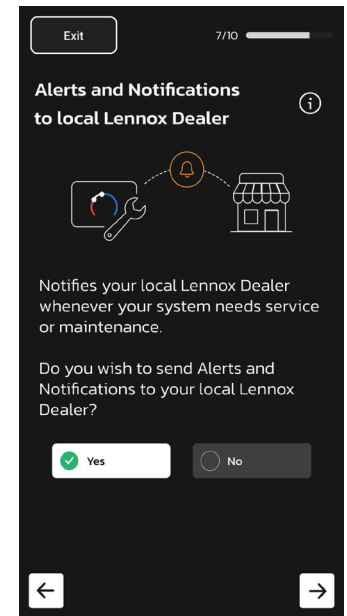 Exit
7/10
Alerts and Notifications
to local Lennox Dealer
Notifies your local Lennox Dealer
whenever your system needs service
or maintenance.
Do you wish to send Alerts and
Notifications to your local Lennox
Dealer?
Yes
No